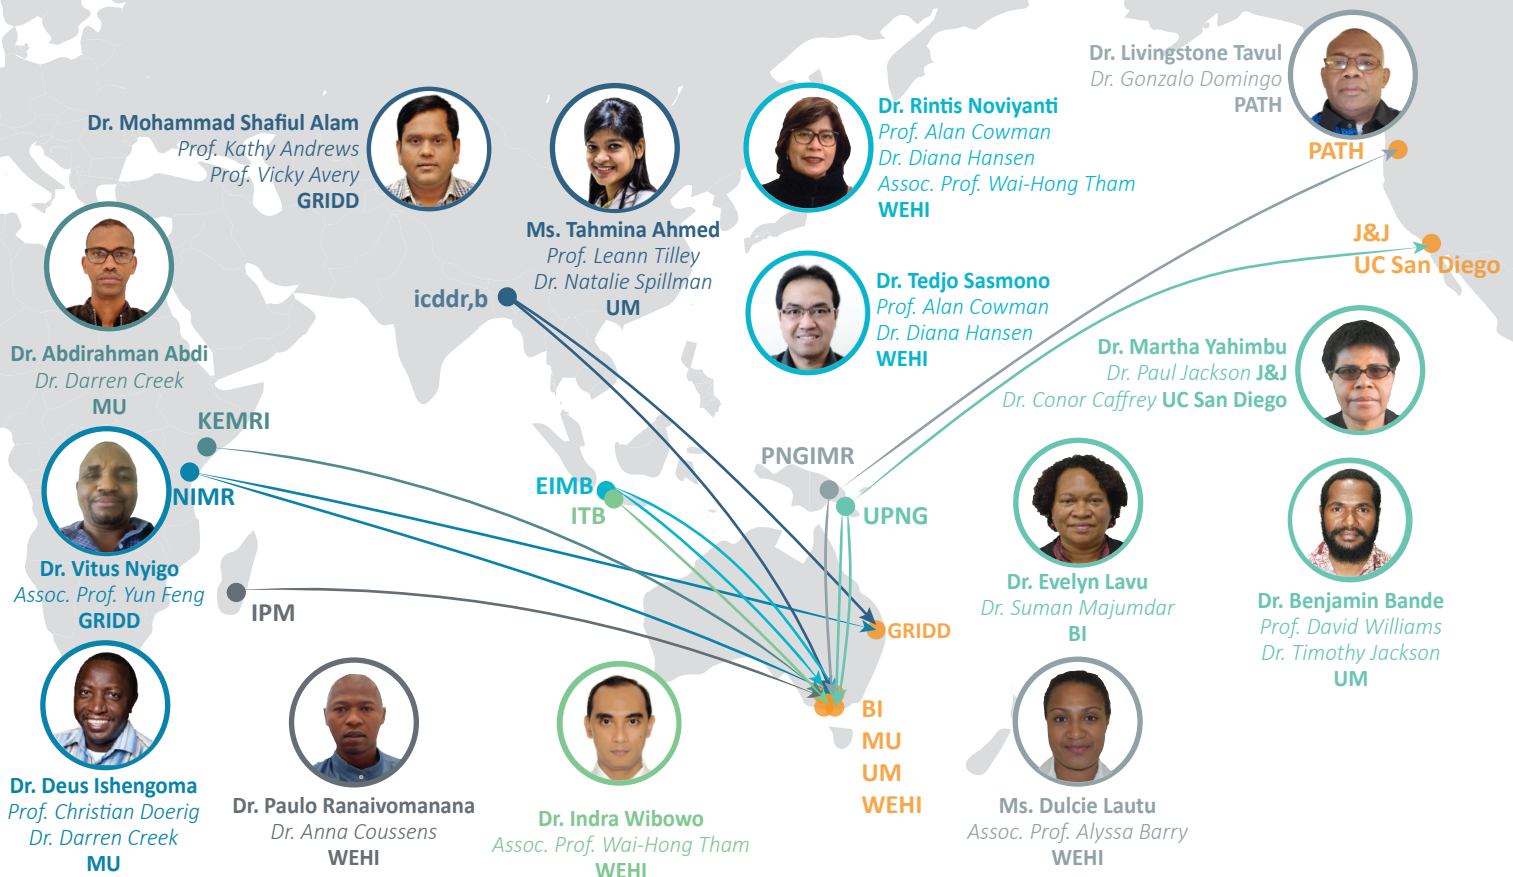 Dr. Livingstone Tavul
Dr. Gonzalo Domingo
PATH
PATH
Dr. Mohammad Shafiul Alam
Prof. Kathy Andrews
Prof. Vicky Avery
GRIDD
Ms. Tahmina Ahmed
Prof. Leann Tilley
Dr. Natalie Spillman
UM
Dr. Rintis Noviyanti
Prof. Alan Cowman
Dr. Diana Hansen
Assoc. Prof. Wai-Hong Tham
WEHI
J&J
UC San Diego
icddr,b
Dr. Tedjo Sasmono
Prof. Alan Cowman
Dr. Diana Hansen
WEHI
Dr. Abdirahman Abdi
Dr. Darren Creek
MU
Dr. Martha Yahimbu
Dr. Paul Jackson J&J
Dr. Conor Caffrey UC San Diego
KEMRI
NIMR
EIMB
ITB
PNGIMR
UPNG
Dr. Vitus Nyigo
Assoc. Prof. Yun Feng
GRIDD
IPM
GRIDD
Dr. Evelyn Lavu
Dr. Suman Majumdar
BI
Dr. Benjamin Bande
Prof. David Williams
Dr. Timothy Jackson
UM
BI
MU
UM
WEHI
Dr. Deus Ishengoma
Prof. Christian Doerig
Dr. Darren Creek
MU
Dr. Paulo Ranaivomanana
Dr. Anna Coussens
WEHI
Dr. Indra Wibowo
Assoc. Prof. Wai-Hong Tham
WEHI
Ms. Dulcie Lautu
Assoc. Prof. Alyssa Barry
WEHI